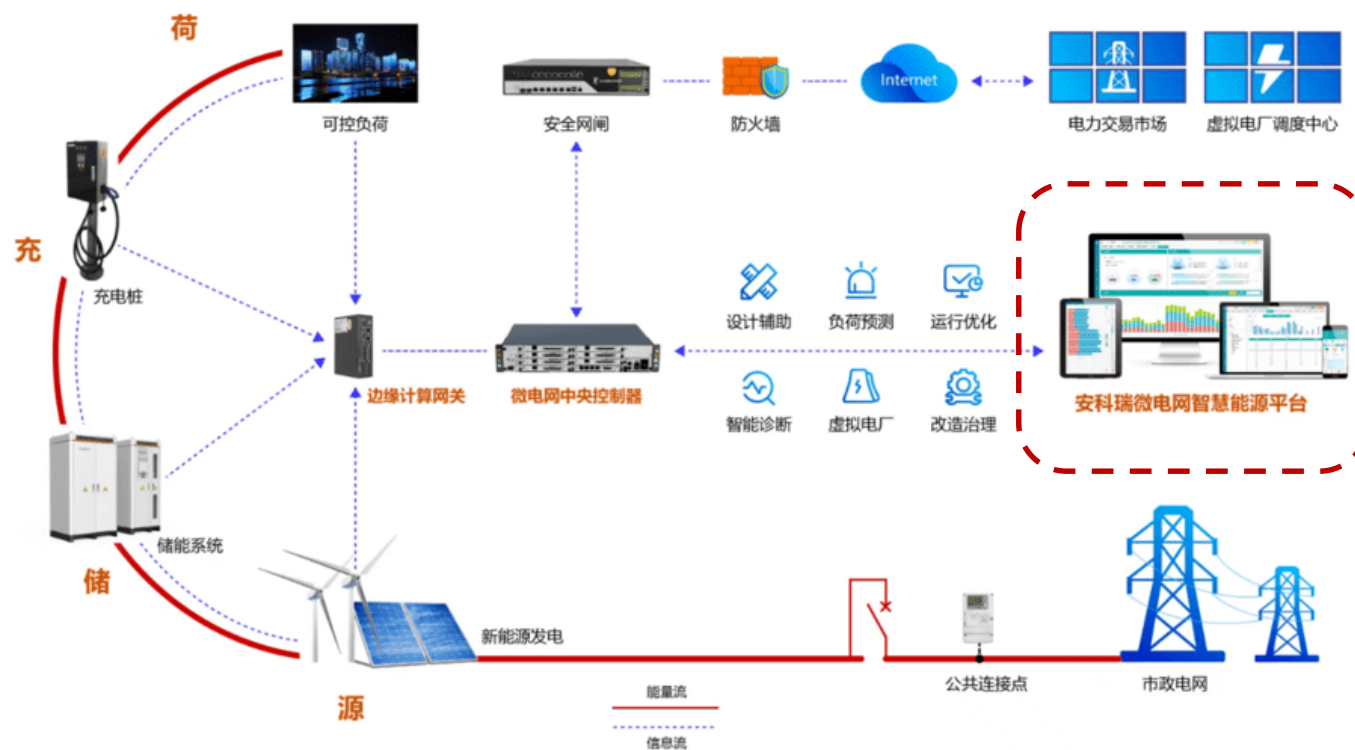 荷
可控负荷
安全网闸
防火墙
Internet
电力交易市场
虚拟电厂调度中心
充
充电桩
设计辅助
负荷预测
运行优化
边缘计算网关
微电网中央控制器
智能诊断
虚拟电厂
改造治理
安科瑞微电网智慧能源平台
储能系统
储
新能源发电
源
能量流
信息流
公共连接点
市政电网